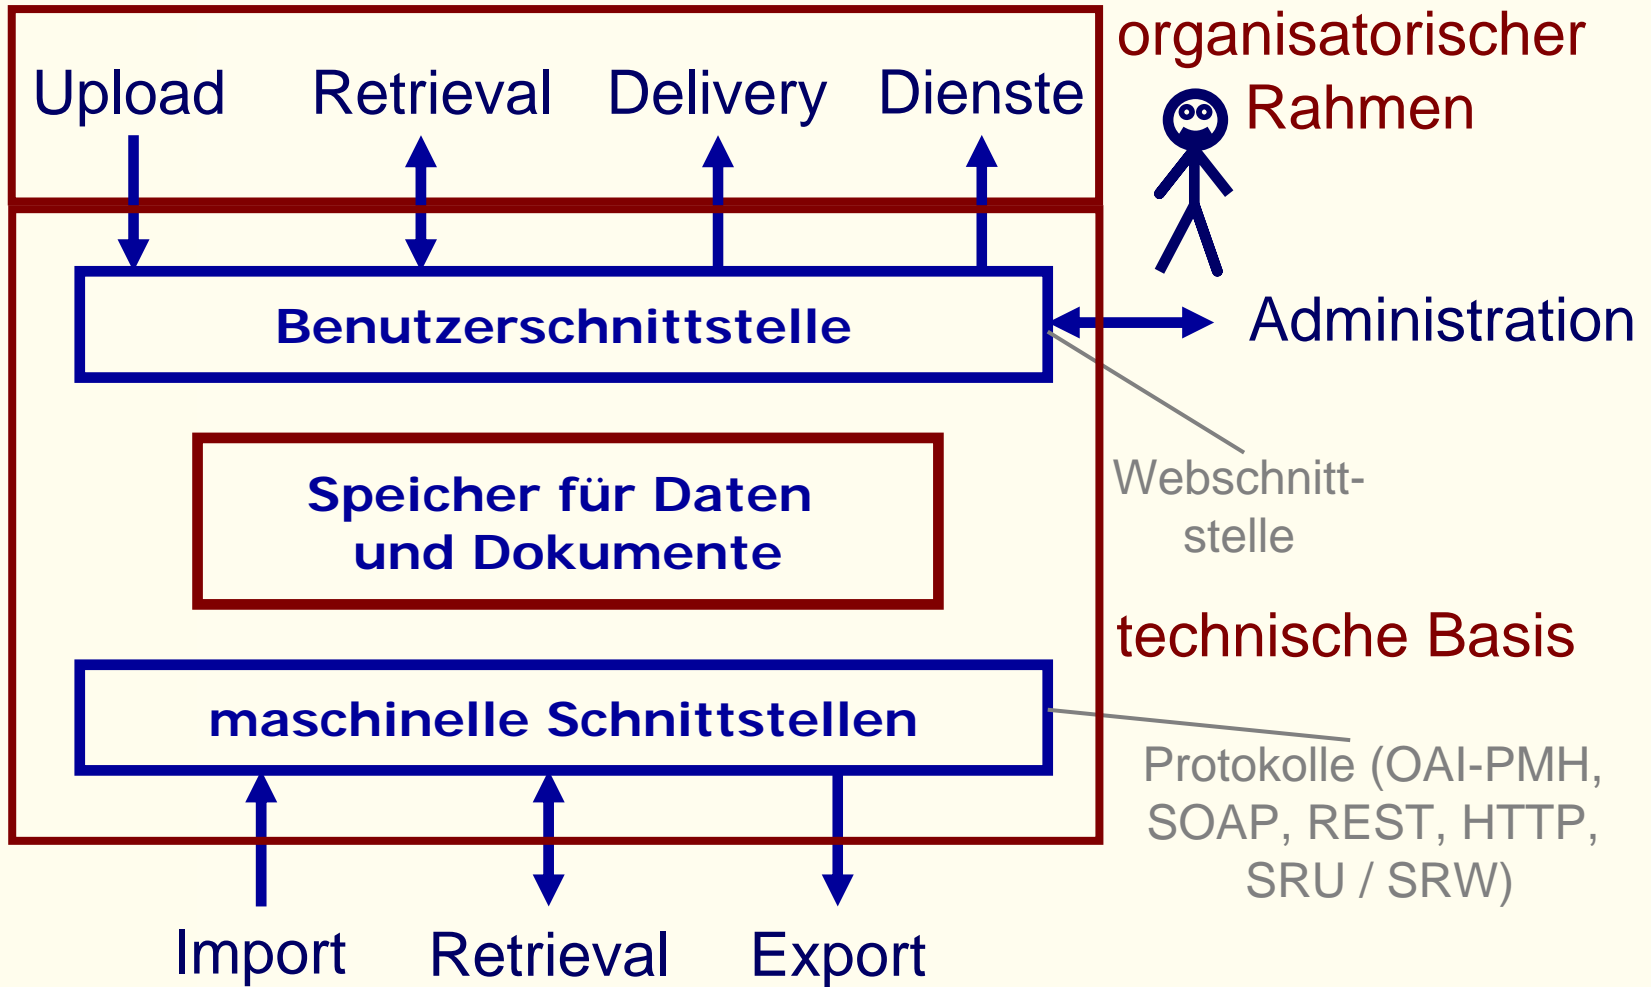 organisatorischer
Rahmen
Upload Retrieval Delivery Dienste
Benutzerschnittstelle
Administration
Webschnitt-
stelle
Speicher für Daten
und Dokumente
technische Basis
maschinelle Schnittstellen
Protokolle (OAI-PMH,
SOAP, REST, HTTP,
SRU / SRW)
Import Retrieval Export